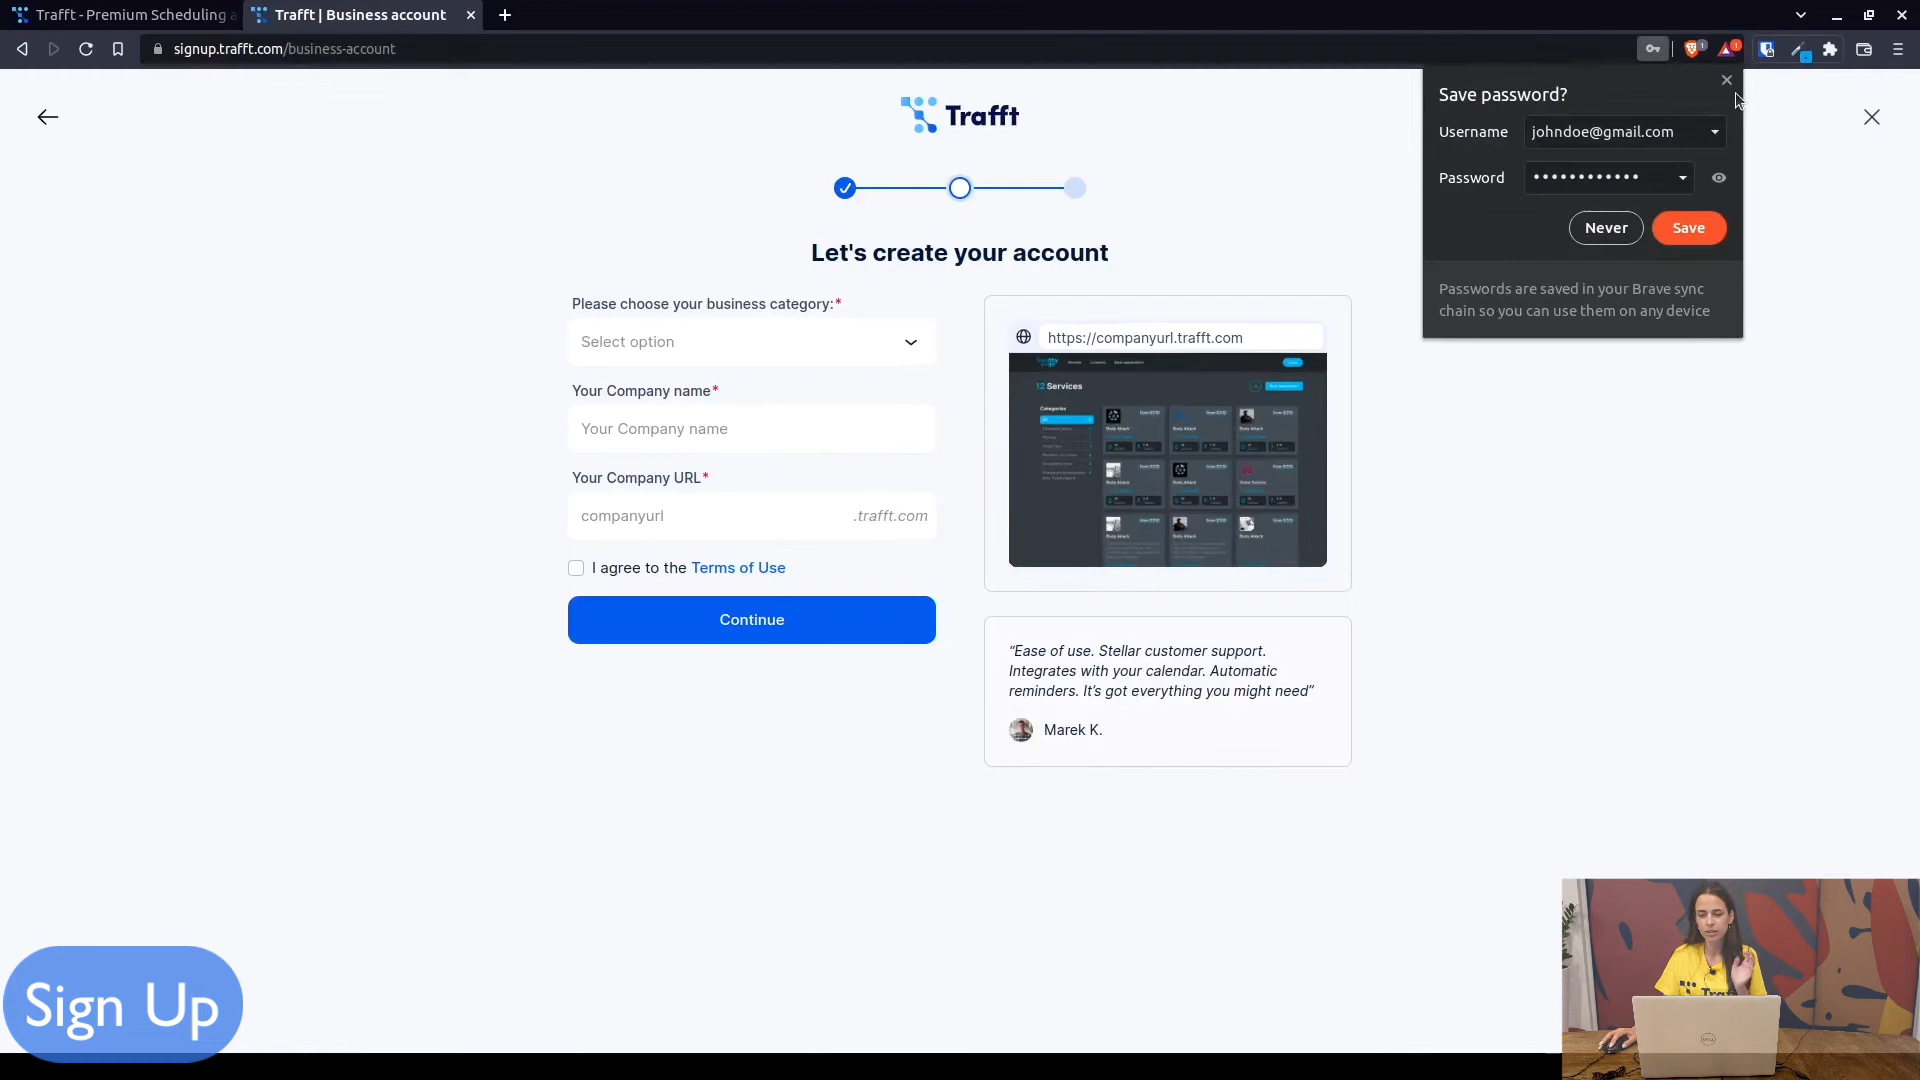 Trafft - Premium Scheduling a
Trafft | Business account
signup.trafft.com/business-account
1
1
Trafft
Save password?
Username
johndoe@gmail.com
Password
••••••••••••
Never
Save
Passwords are saved in your Brave sync
chain so you can use them on any device
Let's create your account
Please choose your business category:*
Select option
Your Company name*
Your Company name
Your Company URL*
companyurl
.trafft.com
I agree to the Terms of Use
Continue
https://companyurl.trafft.com
12 Services
Categories
“Ease of use. Stellar customer support.
Integrates with your calendar. Automatic
reminders. It’s got everything you might need”
Marek K.
Sign Up